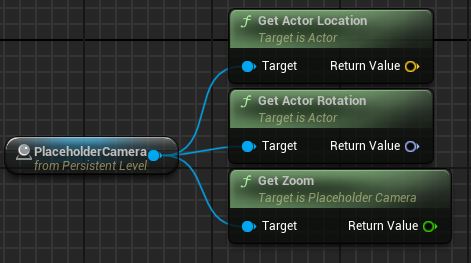 Get Actor Location
Target is Actor
Target Return Value
Get Actor Rotation
Target is Actor
Target Return Value
PlaceholderCamera
from Persistent Level
Get Zoom
Target is Placeholder Camera
Target Return Value